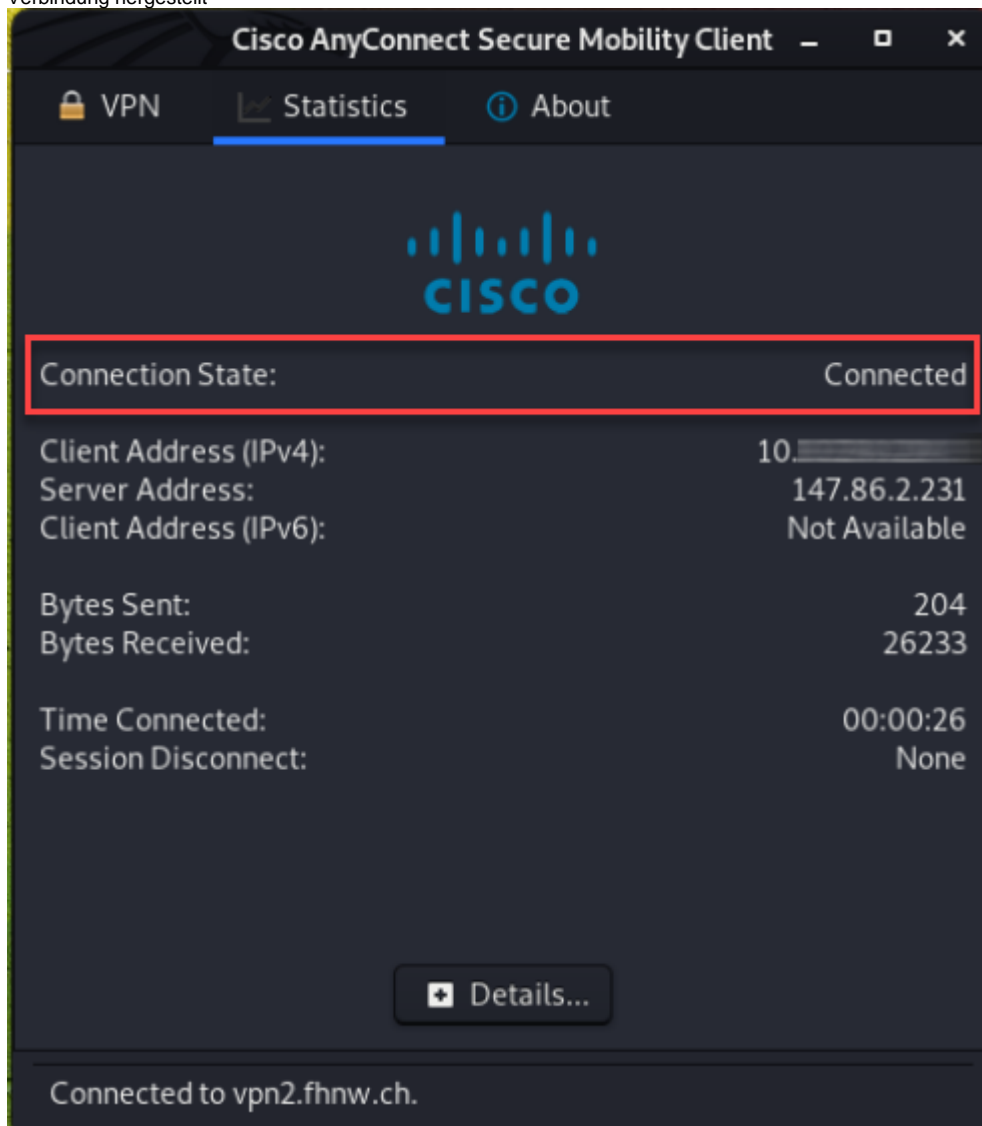 Verbindung hergestellt
Cisco AnyConnect Secure Mobility Client
VPN Statistics About
CISCO
Connection State: Connected
Client Address (IPv4): 10.
Server Address: 147.86.2.231
Client Address (IPv6): Not Available
Bytes Sent: 204
Bytes Received: 26233
Time Connected: 00:00:26
Session Disconnect: None
Details...
Connected to vpn2.fhnw.ch.